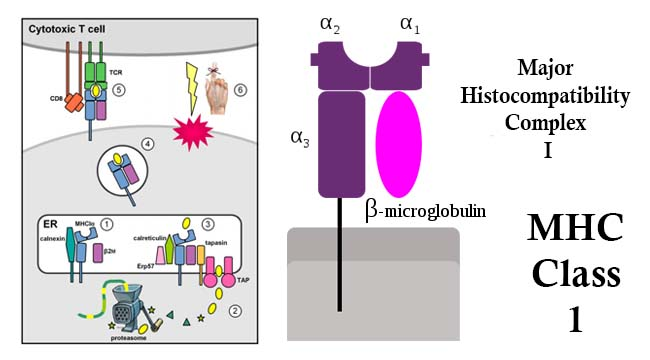 Cytotoxic T cell
TCR
CD8
5
6
4
ER
MHCIα
1
calnexin
β2M
calreticulin
3
tapasin
Erp57
TAP
2
proteasome
α₂
α₁
α₃
β-microglobulin
Major
Histocompatibility
Complex
I
MHC
Class
1